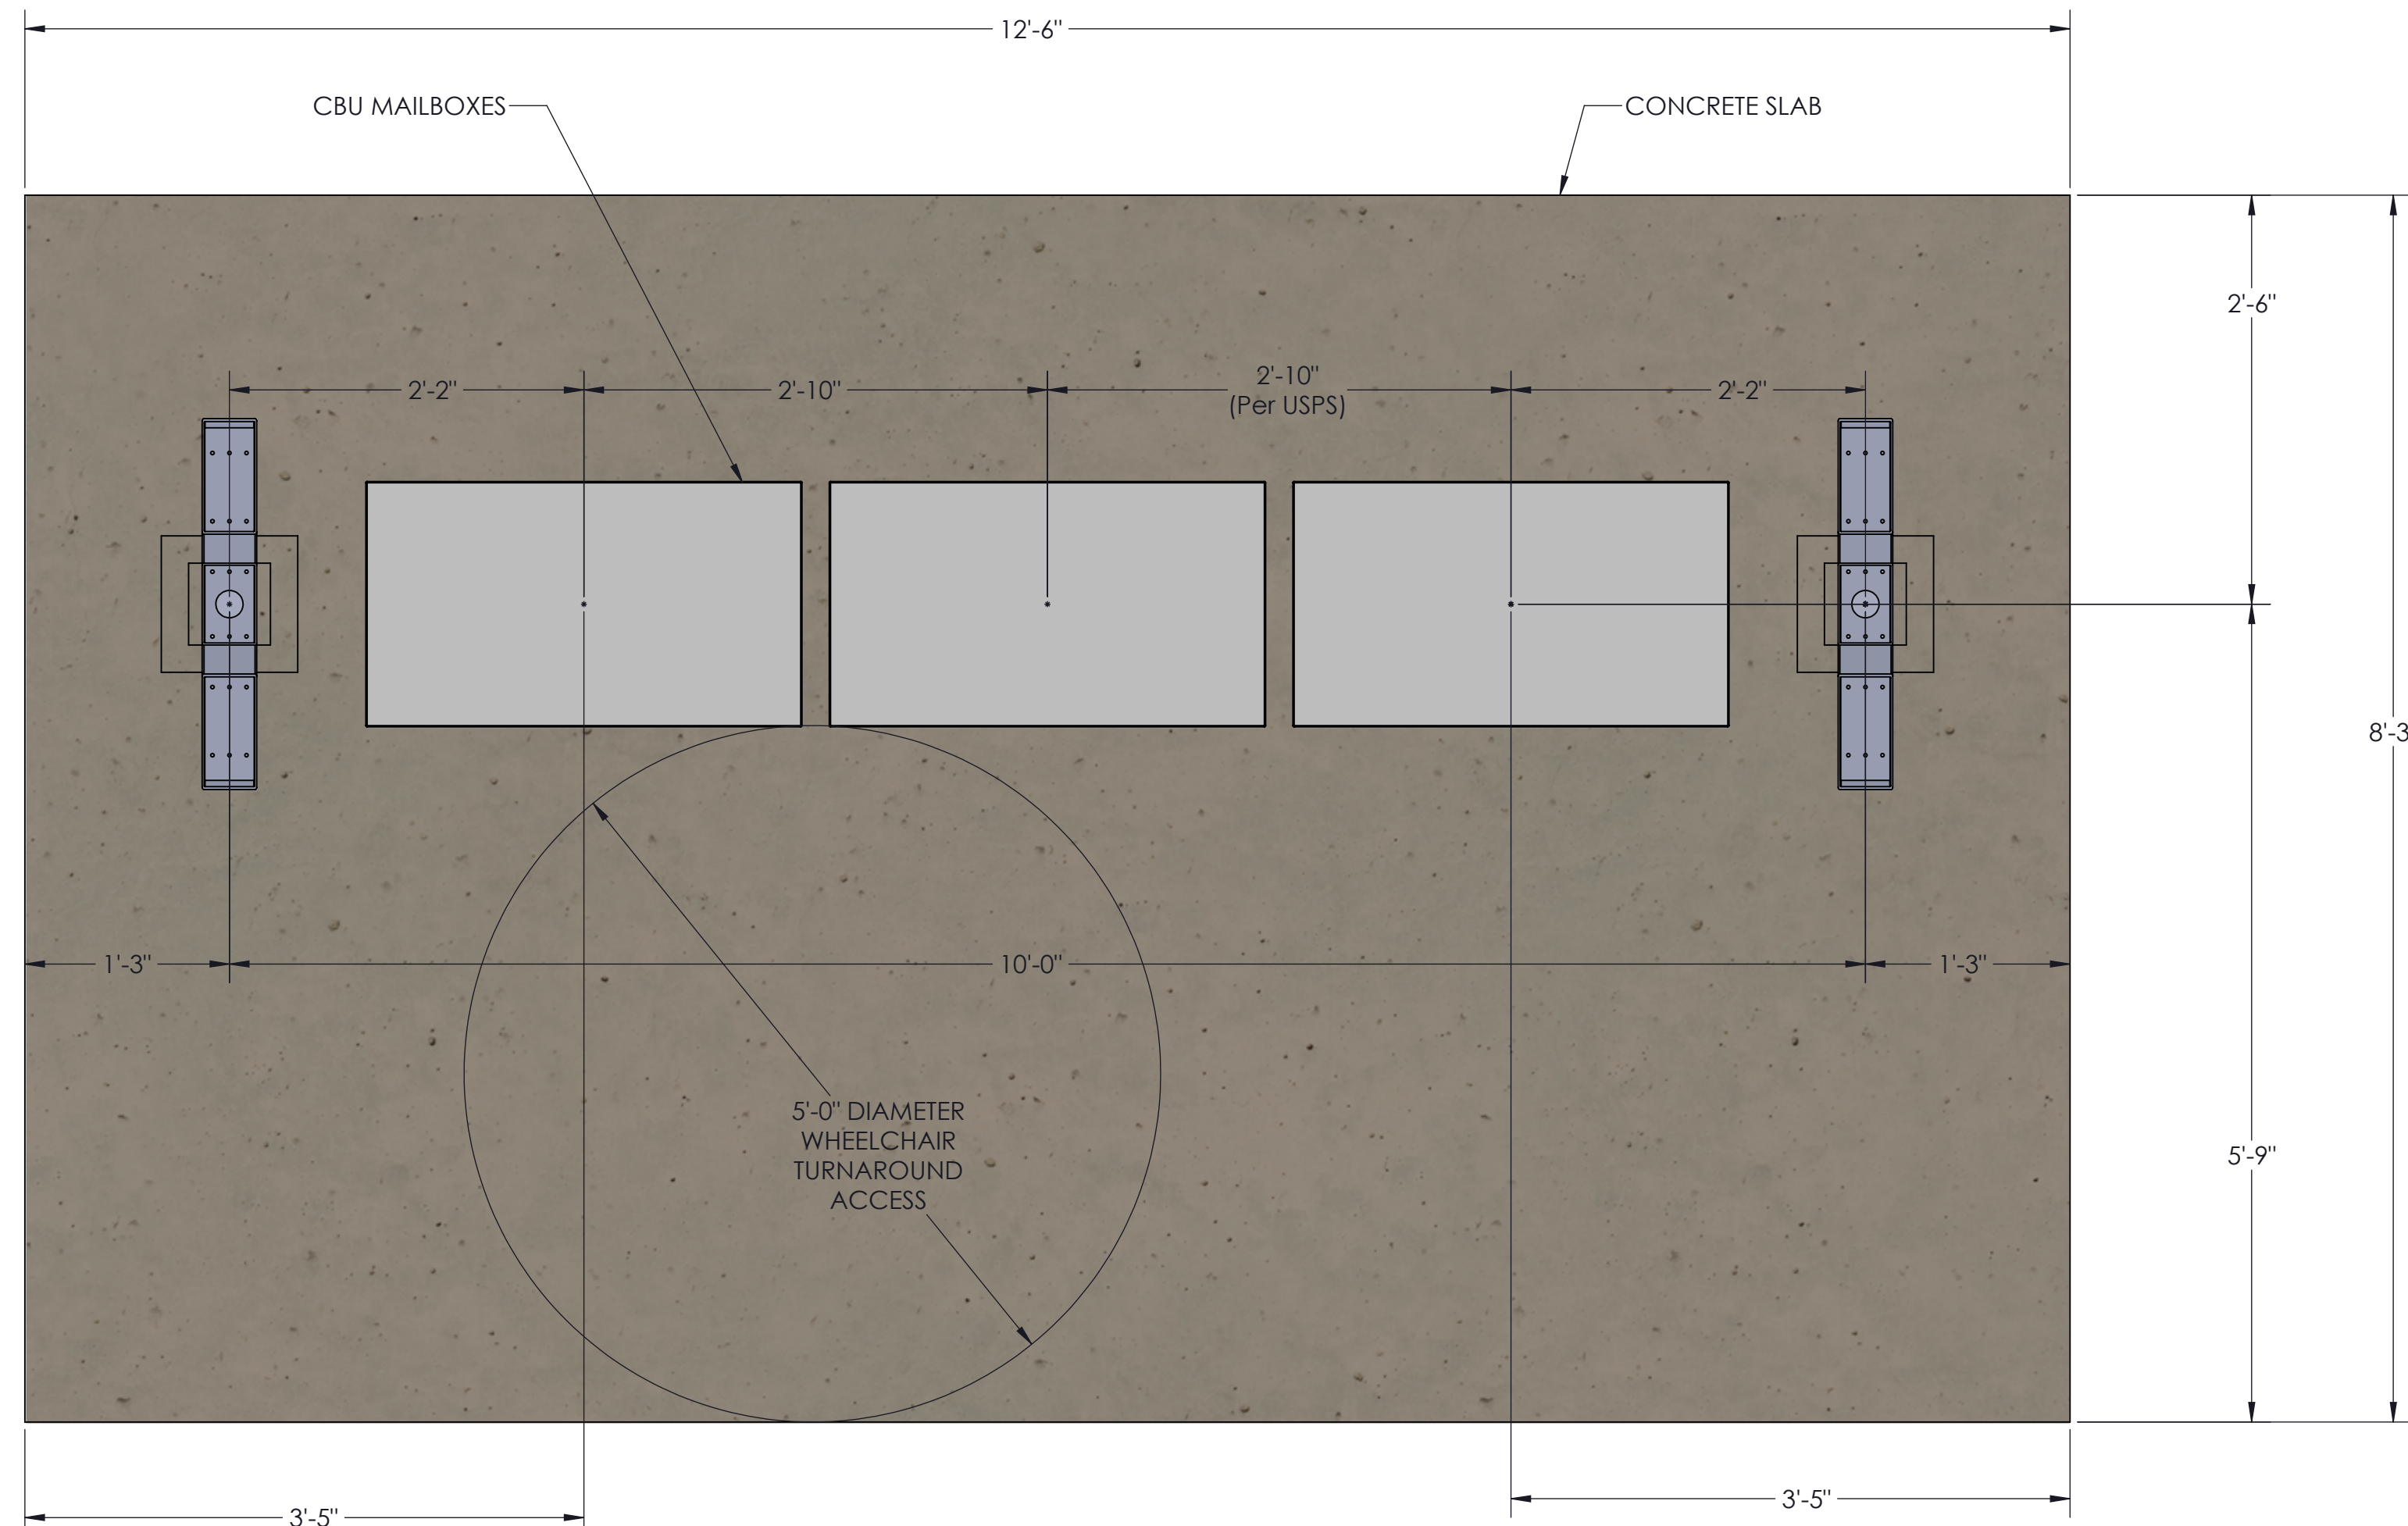 12'-6"
CBU MAILBOXES
CONCRETE SLAB
2'-6"
2'-2"
2'-10"
2'-10"
(Per USPS)
2'-2"
8'-3
1'-3"
10'-0"
1'-3"
5'-0" DIAMETER
WHEELCHAIR
TURNAROUND
ACCESS
5'-9"
3'-5"
3'-5"